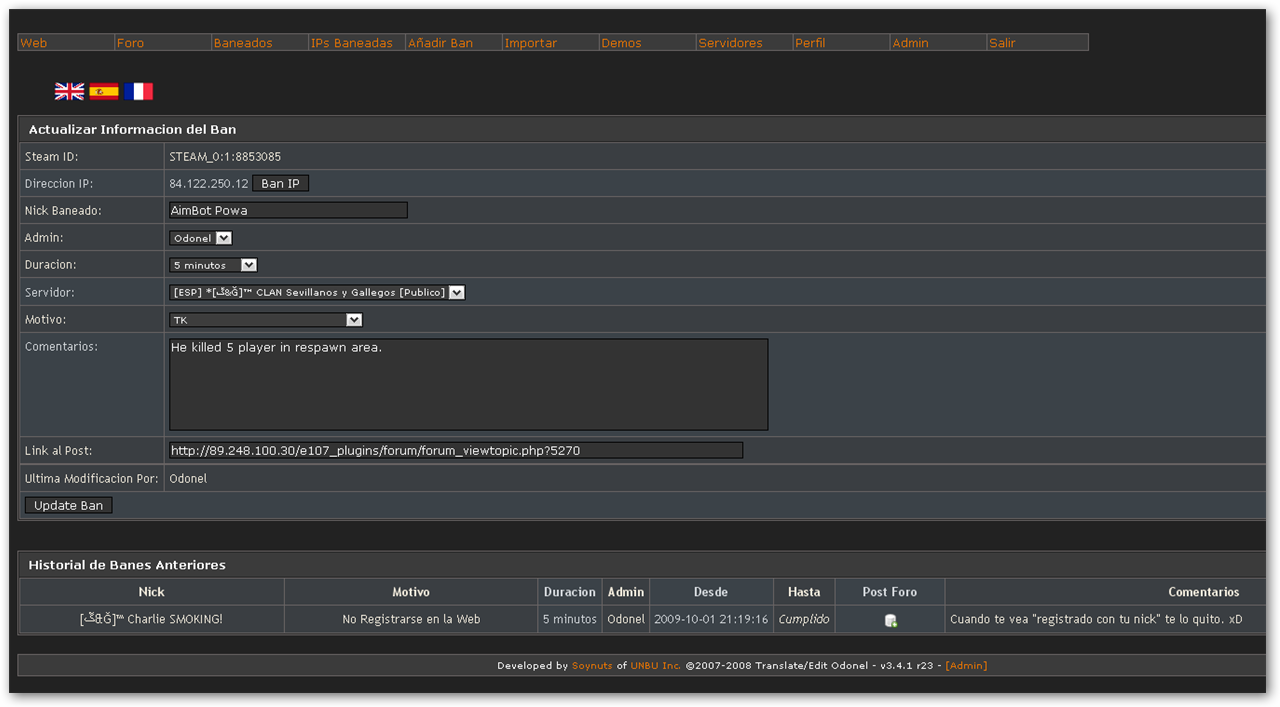 Web Foro Baneados IPs Baneadas Añadir Ban Importar Demos Servidores Perfil Admin Salir
Actualizar Informacion del Ban
Steam ID: STEAM_0:1:8853085
Direccion IP: 84.122.250.12 Ban IP
Nick Baneado: AimBot Powa
Admin: Odonel
Duracion: 5 minutos
Servidor: [ESP] CLAN Sevillanos y Gallegos [Publico]
Motivo: TK
Comentarios: He killed 5 player in respawn area.
Link al Post: http://89.248.100.30/e107_plugins/forum/forum_viewtopic.php?5270
Ultima Modificacion Por: Odonel
Update Ban
Historial de Banes Anteriores
Nick Motivo Duracion Admin Desde Hasta Post Foro Comentarios
Charlie SMOKING! No Registrarse en la Web 5 minutos Odonel 2009-10-01 21:19:16 Cumplido Cuando te vea "registrado con tu nick" te lo quito. xD
Developed by Soynuts of UNBU Inc. ©2007-2008 Translate/Edit Odonel - v3.4.1 r23 - [Admin]